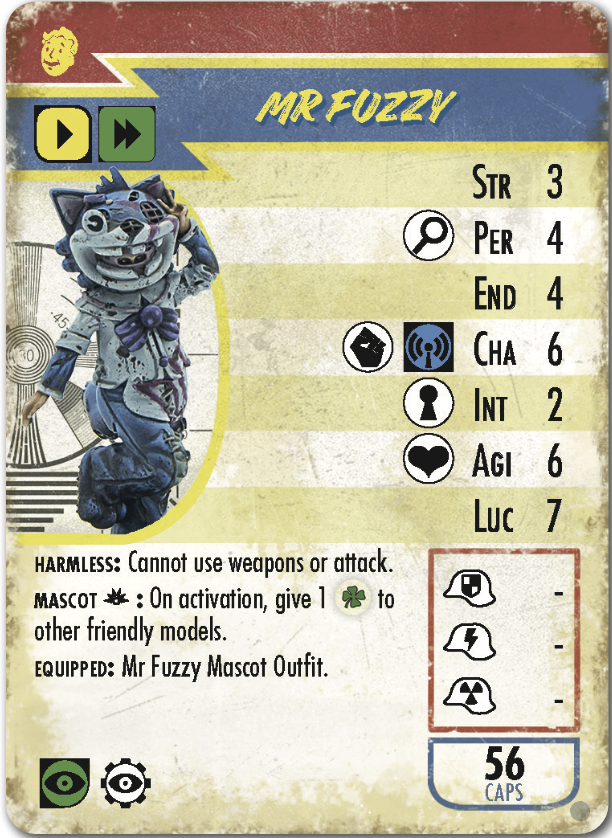 MR FUZZY
STR 3
PER 4
END 4
CHA 6
INT 2
AGI 6
LUC 7
.45
30
HARMLESS: Cannot use weapons or attack.
MASCOT : On activation, give 1 to
other friendly models.
EQUIPPED: Mr Fuzzy Mascot Outfit.
-
-
-
56
CAPS